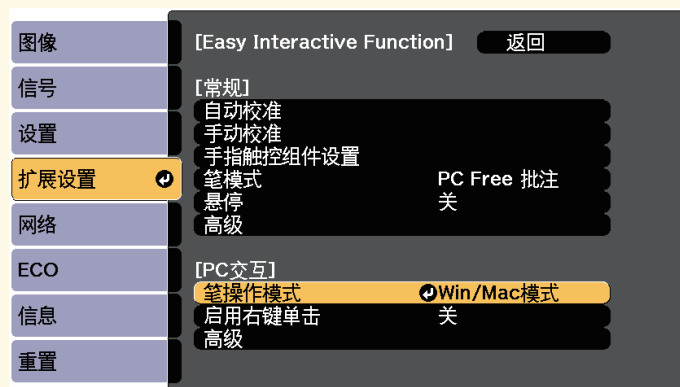 图像
信号
设置
扩展设置
网络
ECO
信息
重置
[Easy Interactive Function] 返回
[常规]
自动校准
手动校准
手指触控组件设置
笔模式 PC Free 批注
悬停 关
高级
[PC交互]
笔操作模式 Win/Mac模式
启用右键单击 关
高级